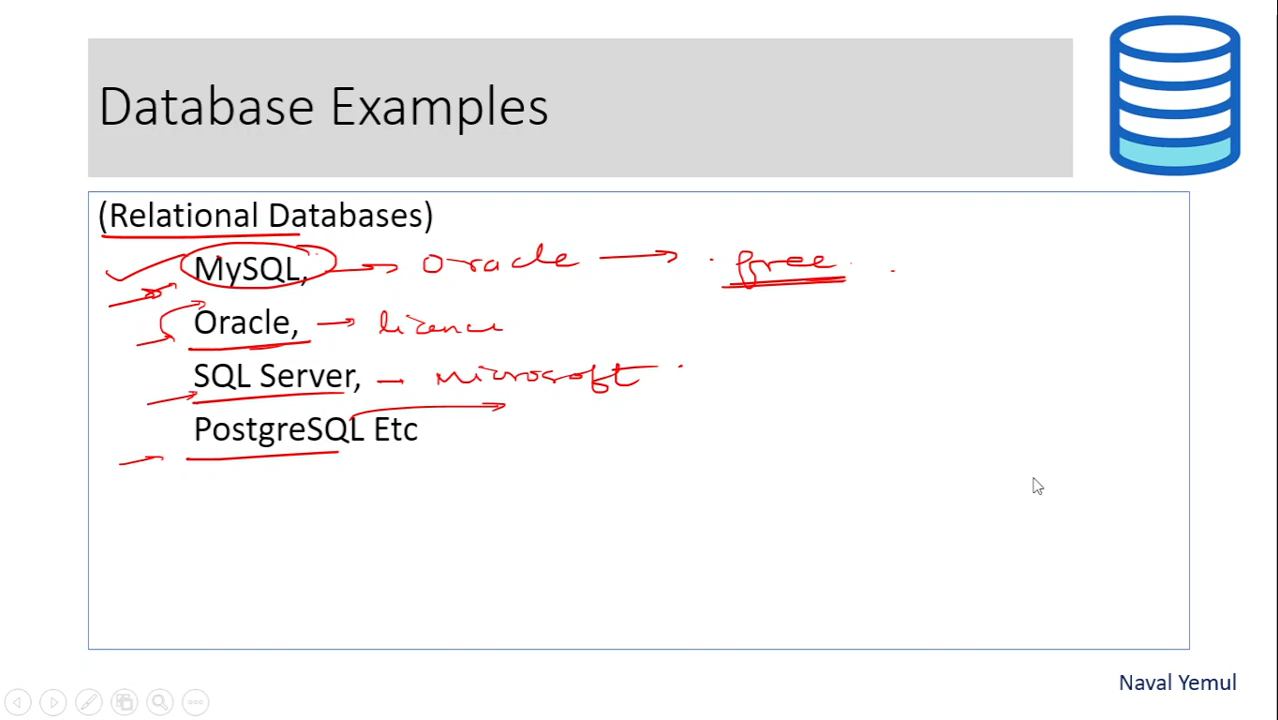 Database Examples
(Relational Databases)
MySQL, Oracle free
Oracle, licence
SQL Server, Microsoft
PostgreSQL Etc
Naval Yemul